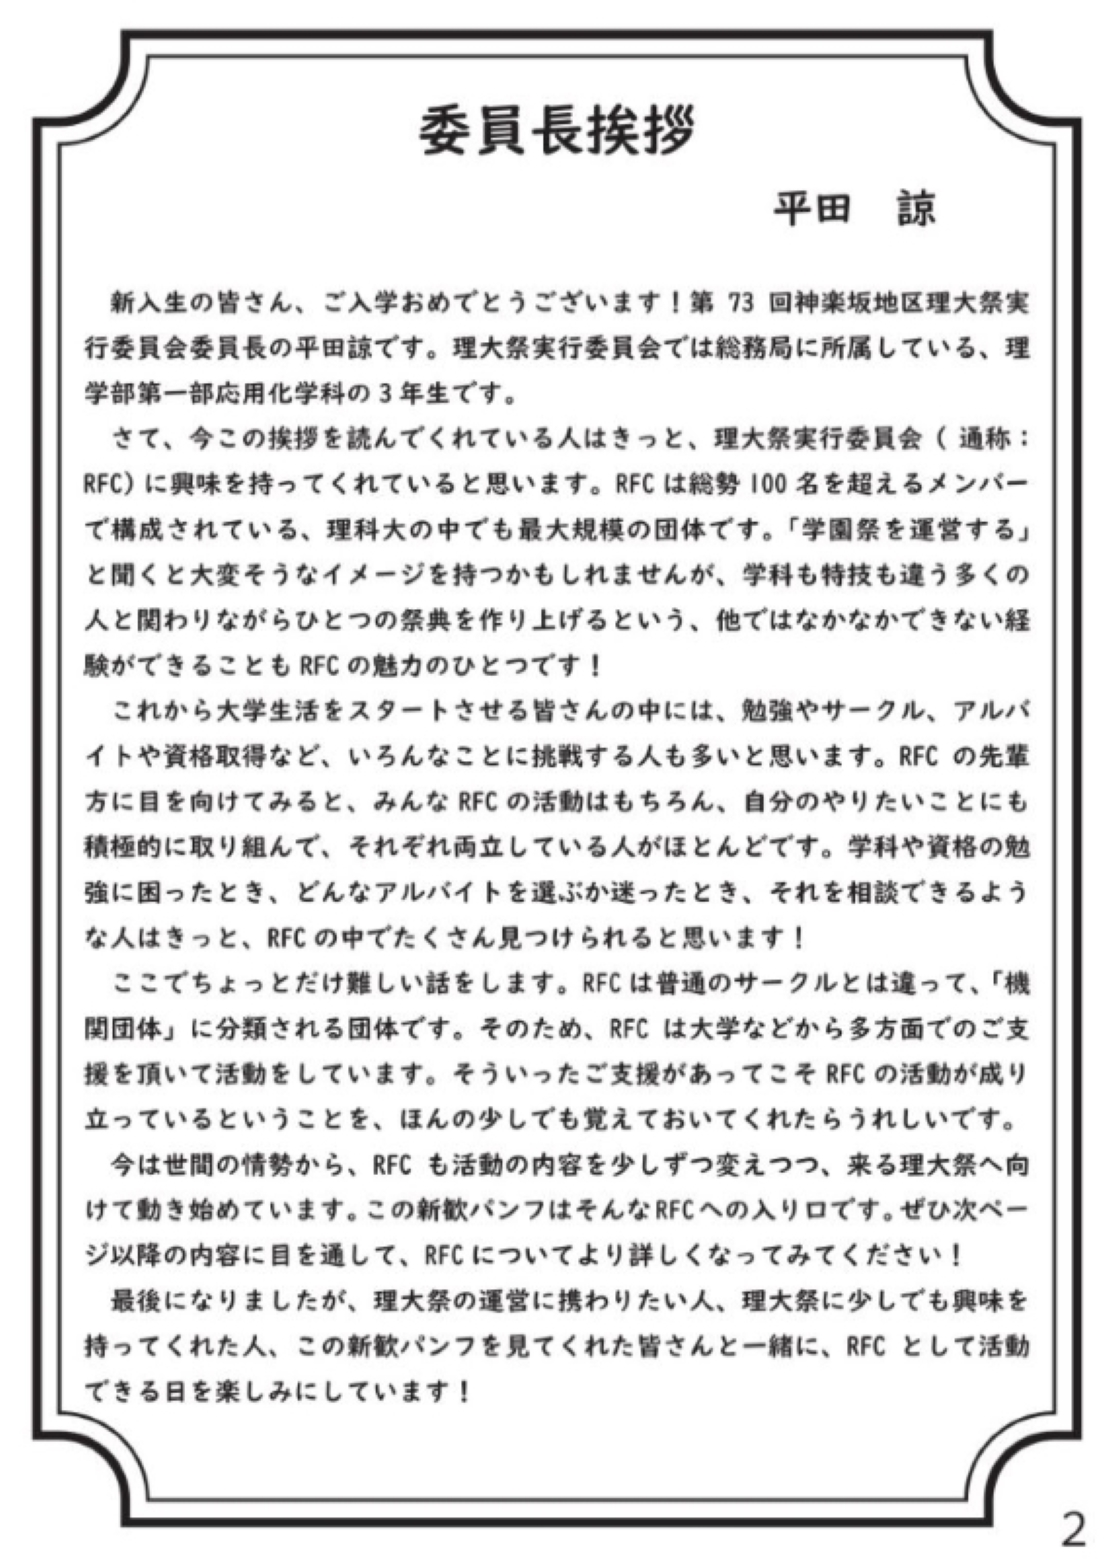 委員長挨拶
平田　諒
新入生の皆さん、ご入学おめでとうございます！第 73 回神楽坂地区理大祭実
行委員会委員長の平田諒です。理大祭実行委員会では総務局に所属している、理
学部第一部応用化学科の 3 年生です。
さて、今この挨拶を読んでくれている人はきっと、理大祭実行委員会 ( 通称：
RFC) に興味を持ってくれていると思います。RFC は総勢 100 名を超えるメンバー
で構成されている、理科大の中でも最大規模の団体です。「学園祭を運営する」
と聞くと大変そうなイメージを持つかもしれませんが、学科も特技も違う多くの
人と関わりながらひとつの祭典を作り上げるという、他ではなかなかできない経
験ができることも RFC の魅力のひとつです！
これから大学生活をスタートさせる皆さんの中には、勉強やサークル、アルバ
イトや資格取得など、いろんなことに挑戦する人も多いと思います。RFC の先輩
方に目を向けてみると、みんな RFC の活動はもちろん、自分のやりたいことにも
積極的に取り組んで、それぞれ両立している人がほとんどです。学科や資格の勉
強に困ったとき、どんなアルバイトを選ぶか迷ったとき、それを相談できるよう
な人はきっと、RFC の中でたくさん見つけられると思います！
ここでちょっとだけ難しい話をします。RFC は普通のサークルとは違って、「機
関団体」に分類される団体です。そのため、RFC は大学などから多方面でのご支
援を頂いて活動をしています。そういったご支援があってこそ RFC の活動が成り
立っているということを、ほんの少しでも覚えておいてくれたらうれしいです。
今は世間の情勢から、RFC も活動の内容を少しずつ変えつつ、来る理大祭へ向
けて動き始めています。この新歓パンフはそんな RFC への入り口です。ぜひ次ペー
ジ以降の内容に目を通して、RFC についてより詳しくなってみてください！
最後になりましたが、理大祭の運営に携わりたい人、理大祭に少しでも興味を
持ってくれた人、この新歓パンフを見てくれた皆さんと一緒に、RFC として活動
できる日を楽しみにしています！
2